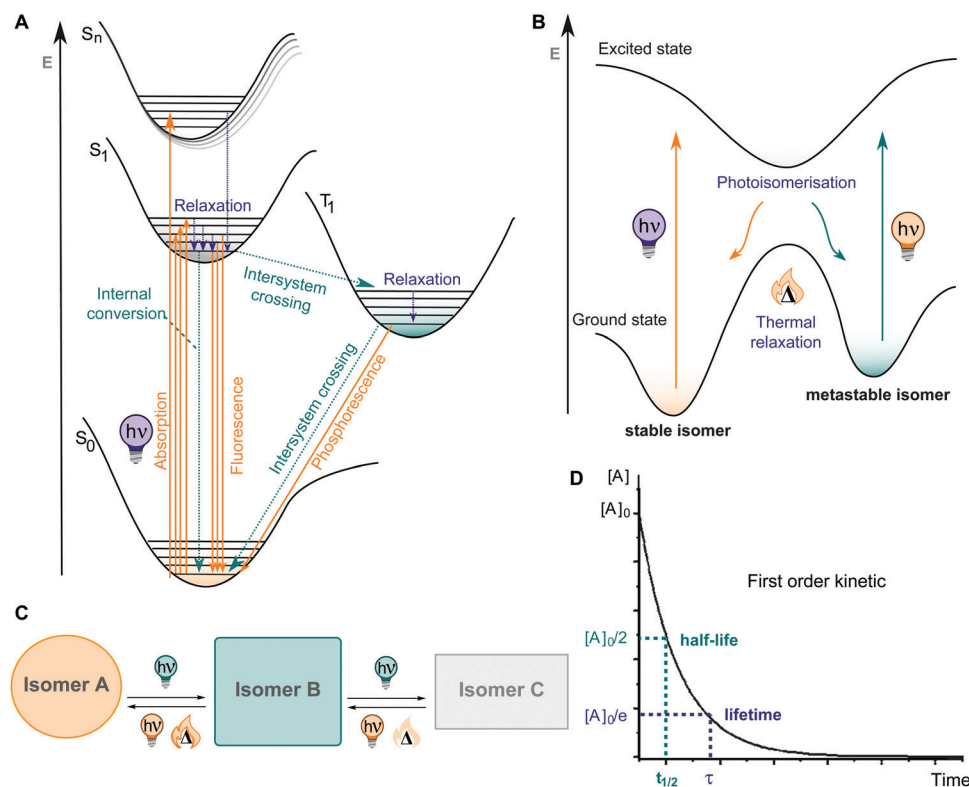 A
E
Sn
S1
Relaxation
T1
Intersystem
crossing
Relaxation
Internal
conversion
Absorption
Fluorescence
Intersystem crossing
Phosphorescence
S0
hν
B
E
Excited state
Photoisomerisation
hν
hν
Δ
Ground state
Thermal
relaxation
stable isomer
metastable isomer
C
Isomer A
hν
hν Δ
Isomer B
hν
hν Δ
Isomer C
D
[A]
[A]0
First order kinetic
[A]0/2
half-life
[A]0/e
lifetime
t1/2
τ
Time